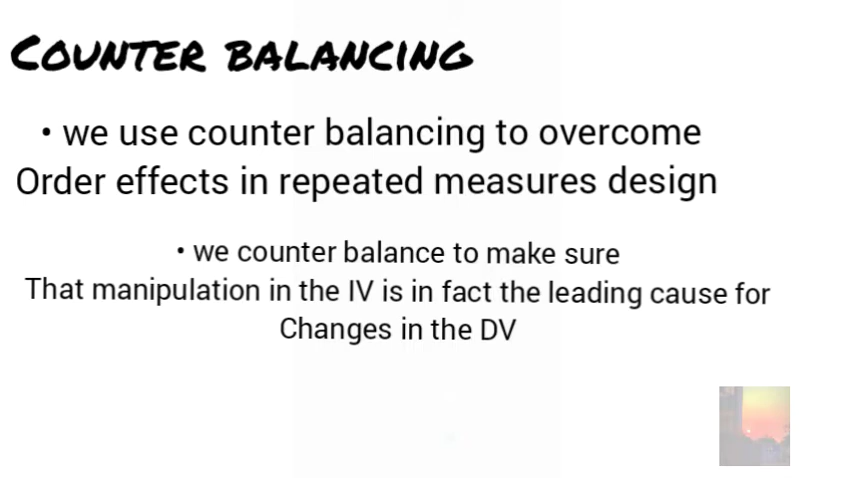 COUNTER BALANCING
• we use counter balancing to overcome
Order effects in repeated measures design
• we counter balance to make sure
That manipulation in the IV is in fact the leading cause for
Changes in the DV